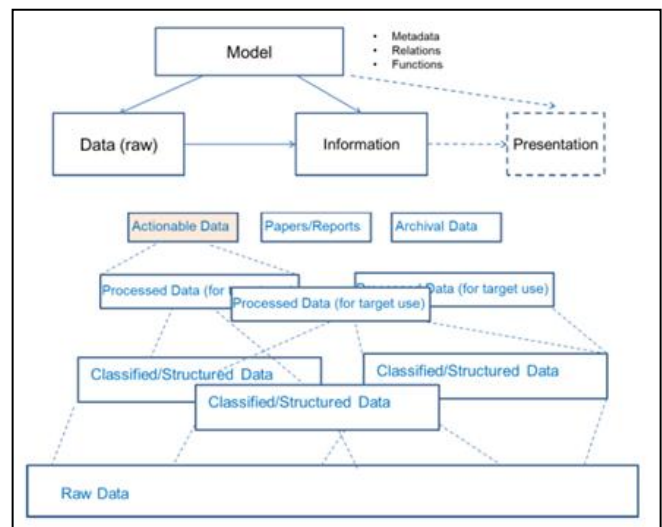 Model
• Metadata
• Relations
• Functions
Data (raw)
Information
Presentation
Actionable Data
Papers/Reports
Archival Data
Processed Data (for t
Processed Data (for target use)
Data (for target use)
Classified/Structured Data
Classified/Structured Data
Classified/Structured Data
Raw Data